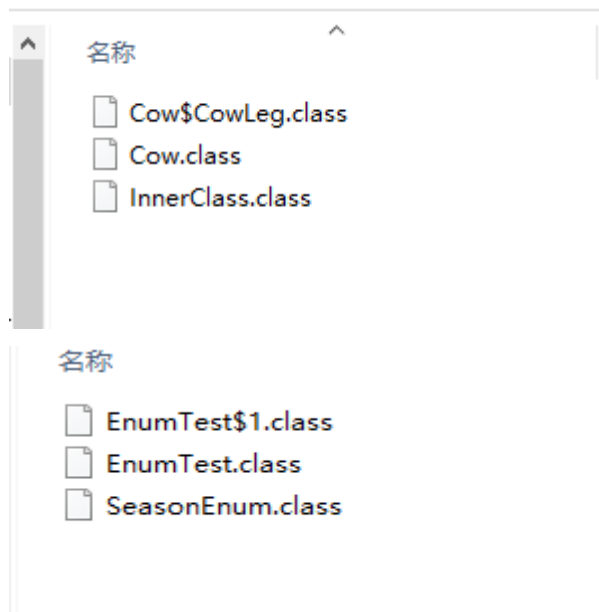 名称
Cow$CowLeg.class
Cow.class
InnerClass.class
名称
EnumTest$1.class
EnumTest.class
SeasonEnum.class